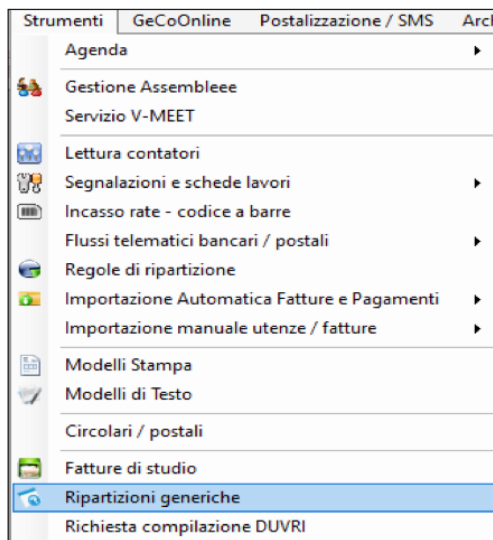 Strumenti GeCoOnline Postalizzazione / SMS Arch
Agenda
Gestione Assembleee
Servizio V-MEET
Lettura contatori
Segnalazioni e schede lavori
Incasso rate - codice a barre
Flussi telematici bancari / postali
Regole di ripartizione
Importazione Automatica Fatture e Pagamenti
Importazione manuale utenze / fatture
Modelli Stampa
Modelli di Testo
Circolari / postali
Fatture di studio
Ripartizioni generiche
Richiesta compilazione DUVRI